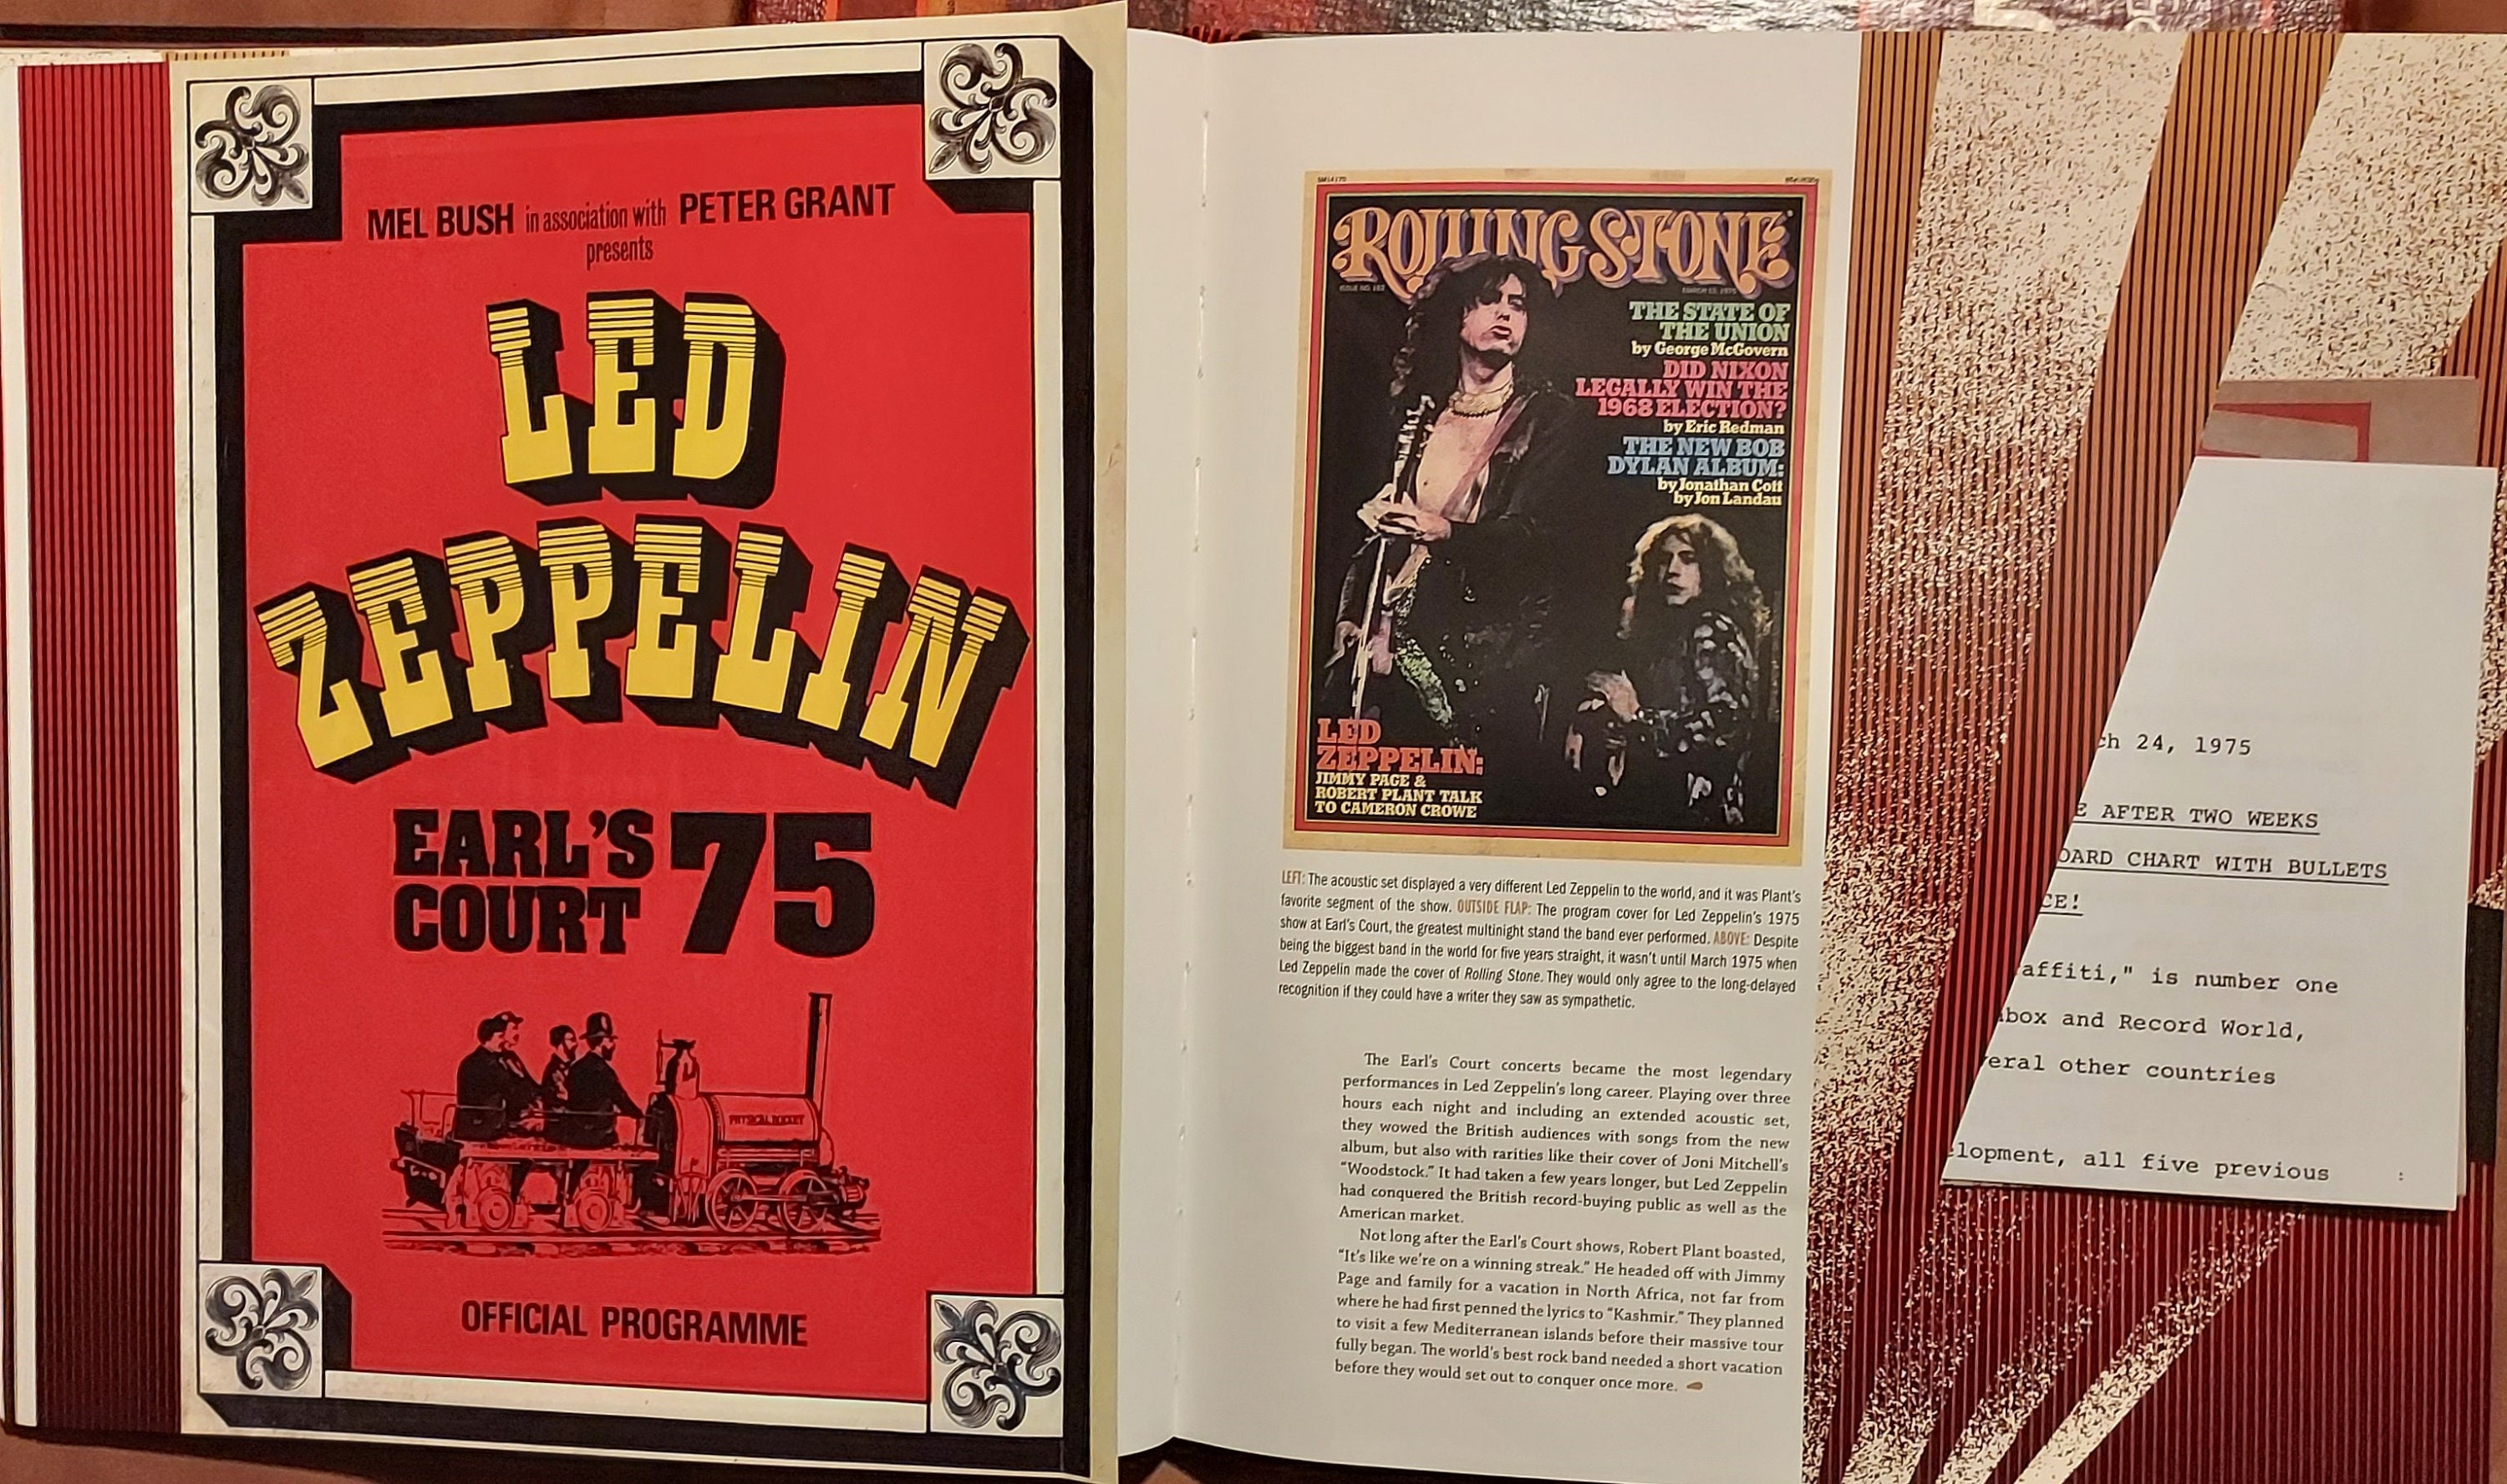 MEL BUSH in association with PETER GRANT
presents
LED
ZEPPELIN
EARL'S
COURT 75
PHYSICAL ROCKET
OFFICIAL PROGRAMME
ROLLING STONE
ISSUE NO. 182 MARCH 13, 1975
THE STATE OF
THE UNION
by George McGovern
DID NIXON
LEGALLY WIN THE
1968 ELECTION?
by Eric Redman
THE NEW BOB
DYLAN ALBUM:
by Jonathan Cott
by Jon Landau
LED
ZEPPELIN:
JIMMY PAGE &
ROBERT PLANT TALK
TO CAMERON CROWE
LEFT: The acoustic set displayed a very different Led Zeppelin to the world, and it was Plant's
favorite segment of the show. OUTSIDE FLAP: The program cover for Led Zeppelin's 1975
show at Earl's Court, the greatest multinight stand the band ever performed. ABOVE: Despite
being the biggest band in the world for five years straight, it wasn't until March 1975 when
Led Zeppelin made the cover of Rolling Stone. They would only agree to the long-delayed
recognition if they could have a writer they saw as sympathetic.
The Earl's Court concerts became the most legendary
performances in Led Zeppelin's long career. Playing over three
hours each night and including an extended acoustic set,
they wowed the British audiences with songs from the new
album, but also with rarities like their cover of Joni Mitchell's
"Woodstock." It had taken a few years longer, but Led Zeppelin
had conquered the British record-buying public as well as the
American market.
Not long after the Earl's Court shows, Robert Plant boasted,
"It's like we're on a winning streak." He headed off with Jimmy
Page and family for a vacation in North Africa, not far from
where he had first penned the lyrics to "Kashmir." They planned
to visit a few Mediterranean islands before their massive tour
fully began. The world's best rock band needed a short vacation
before they would set out to conquer once more.
ch 24, 1975
E AFTER TWO WEEKS
OARD CHART WITH BULLETS
CE!
affiti," is number one
box and Record World,
veral other countries
elopment, all five previous :